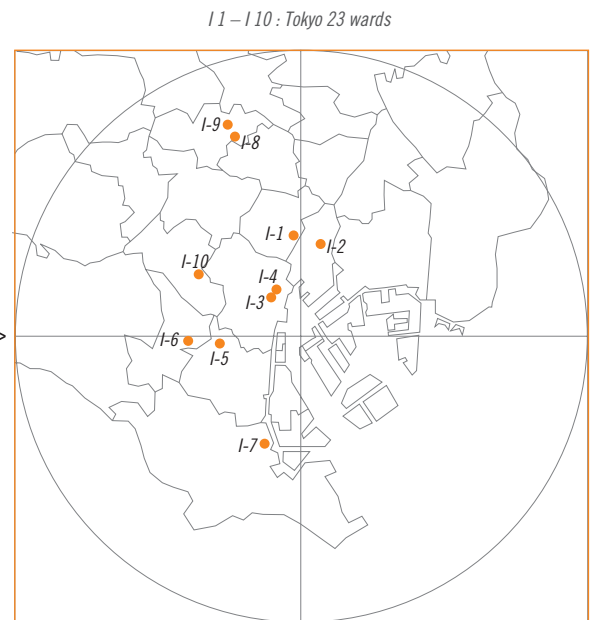 I 1 – I 10 : Tokyo 23 wards
I-9
I-8
I-1
I-2
I-10
I-4
I-3
I-6
I-5
I-7